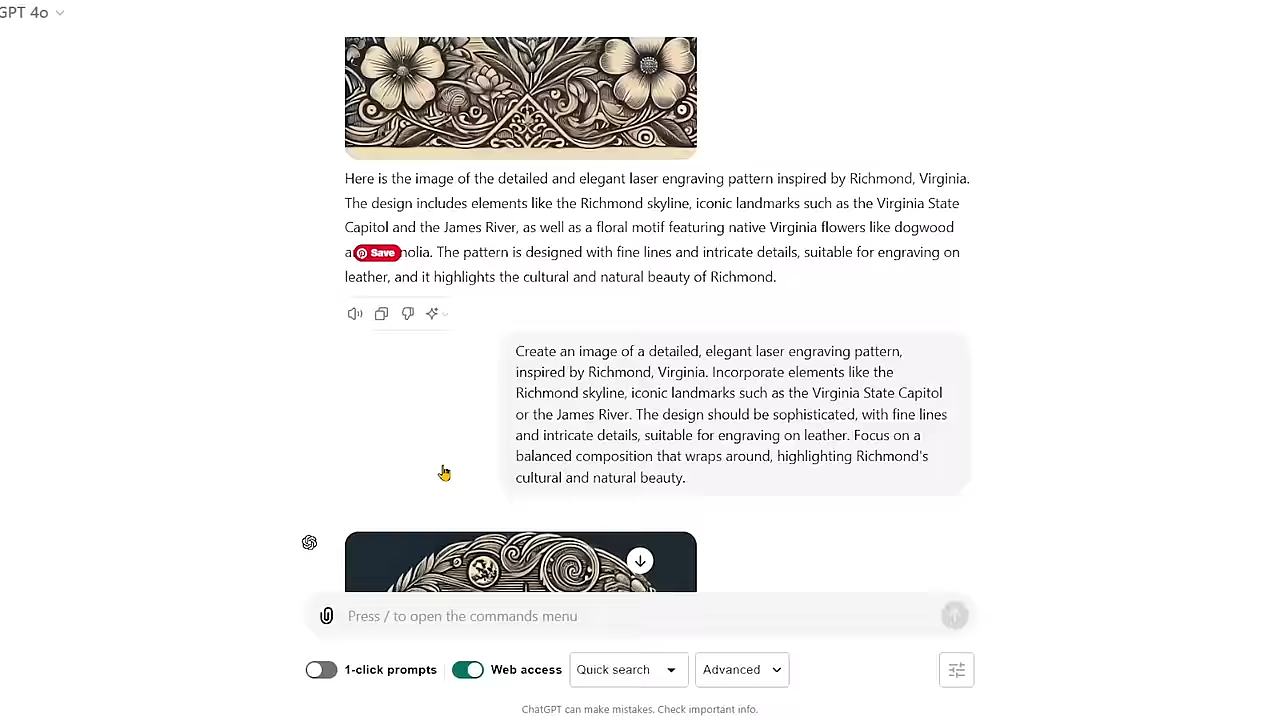 GPT 4o
Here is the image of the detailed and elegant laser engraving pattern inspired by Richmond, Virginia.
The design includes elements like the Richmond skyline, iconic landmarks such as the Virginia State
Capitol and the James River, as well as a floral motif featuring native Virginia flowers like dogwood
a Save nolia. The pattern is designed with fine lines and intricate details, suitable for engraving on
leather, and it highlights the cultural and natural beauty of Richmond.
Create an image of a detailed, elegant laser engraving pattern,
inspired by Richmond, Virginia. Incorporate elements like the
Richmond skyline, iconic landmarks such as the Virginia State Capitol
or the James River. The design should be sophisticated, with fine lines
and intricate details, suitable for engraving on leather. Focus on a
balanced composition that wraps around, highlighting Richmond's
cultural and natural beauty.
Press / to open the commands menu
1-click prompts Web access Quick search Advanced
ChatGPT can make mistakes. Check important info.